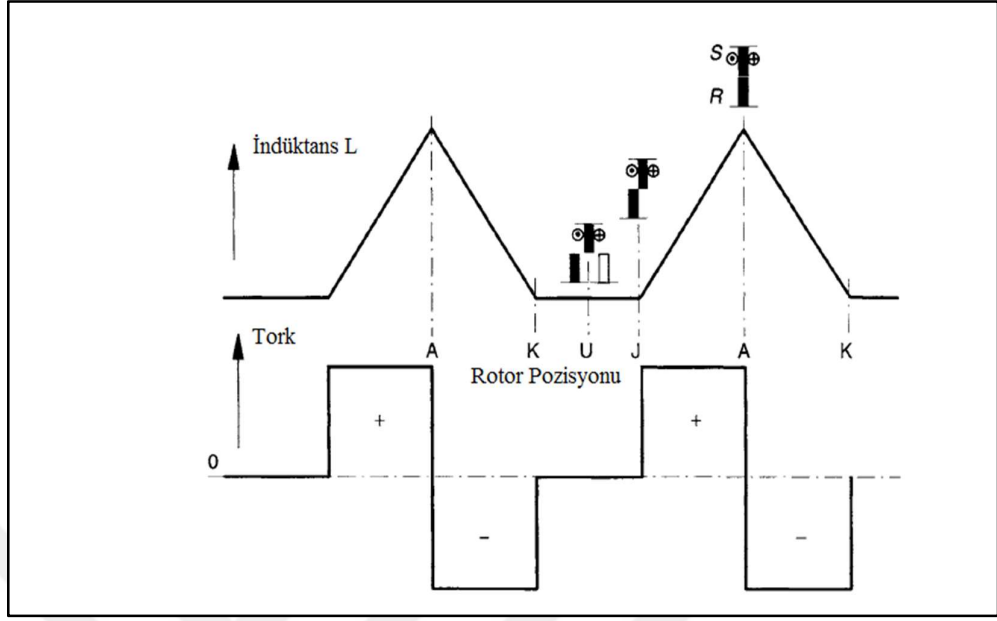 S
R
İndüktans L
A K U J A K
Rotor Pozisyonu
Tork
+ +
0
- -